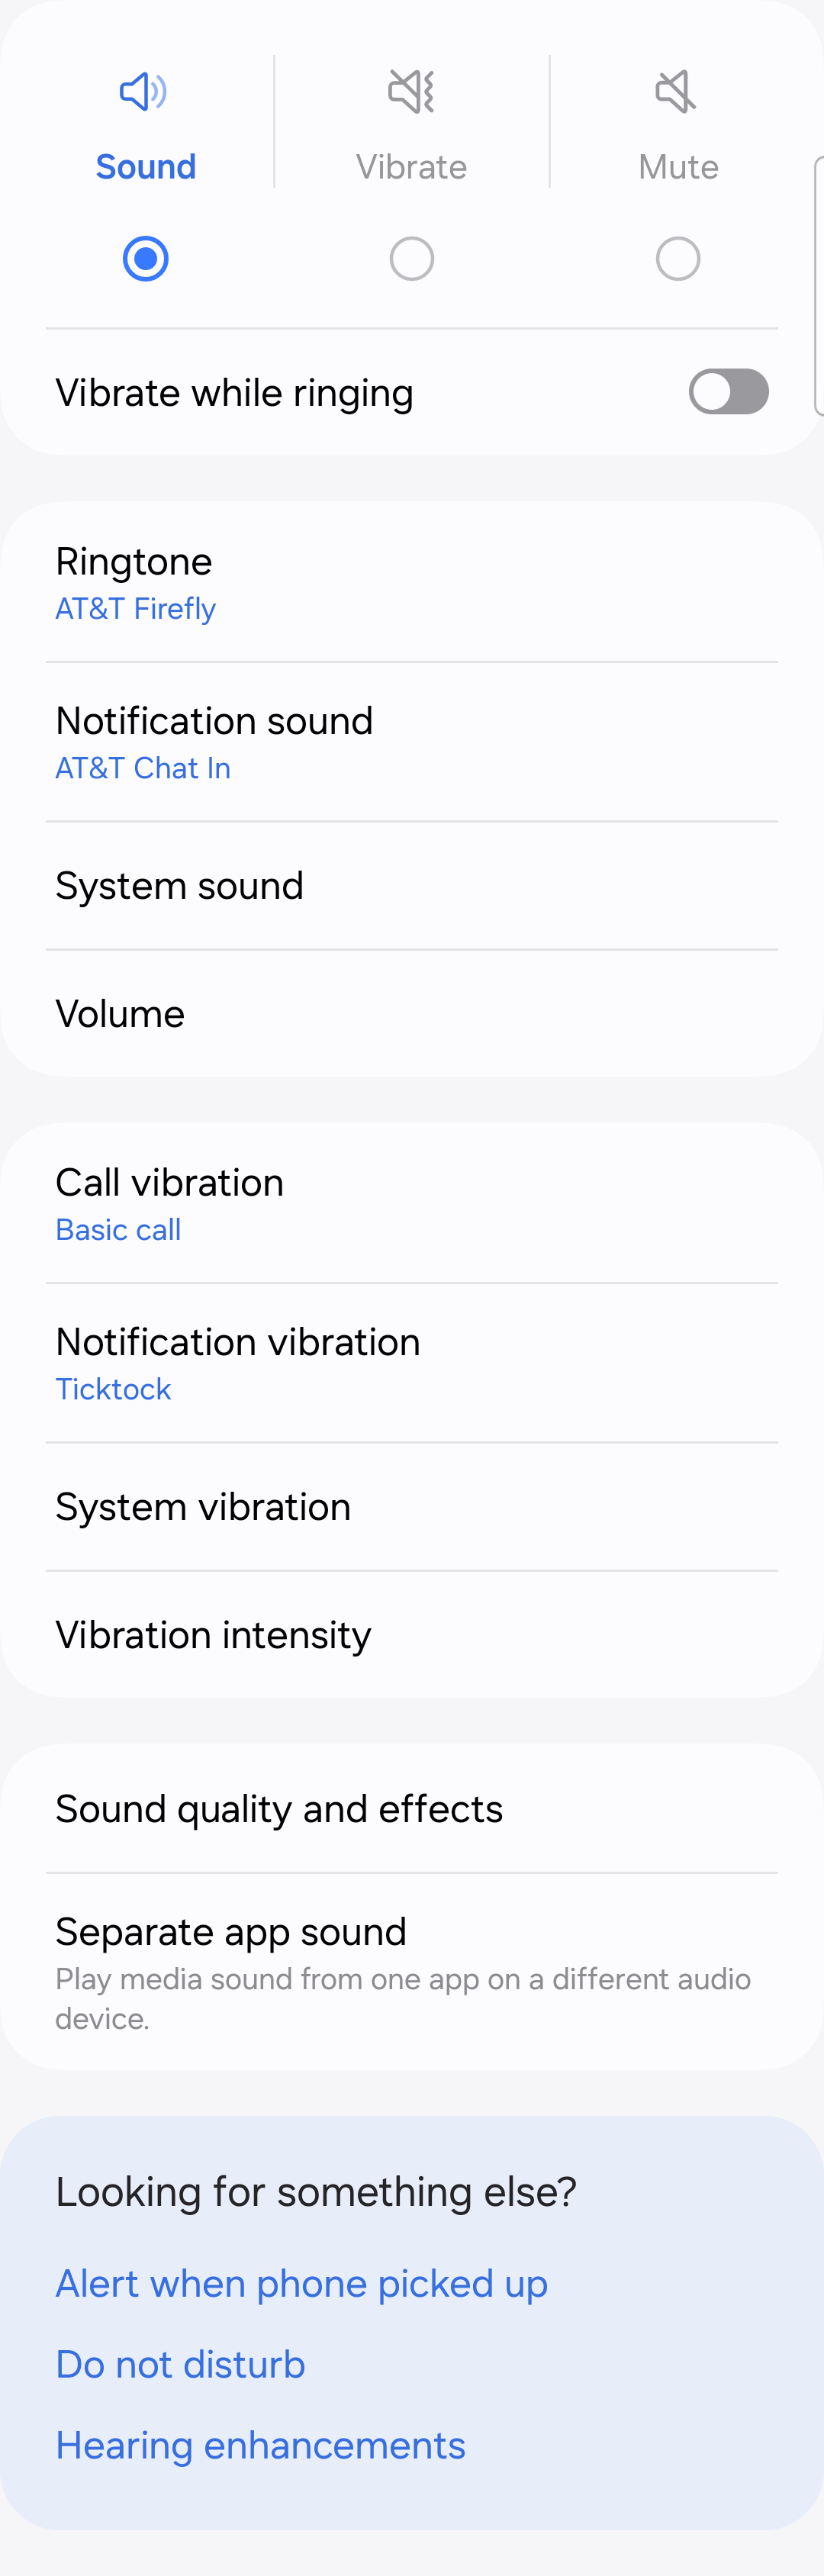 Sound
Vibrate
Mute
Vibrate while ringing
Ringtone
AT&T Firefly
Notification sound
AT&T Chat In
System sound
Volume
Call vibration
Basic call
Notification vibration
Ticktock
System vibration
Vibration intensity
Sound quality and effects
Separate app sound
Play media sound from one app on a different audio
device.
Looking for something else?
Alert when phone picked up
Do not disturb
Hearing enhancements